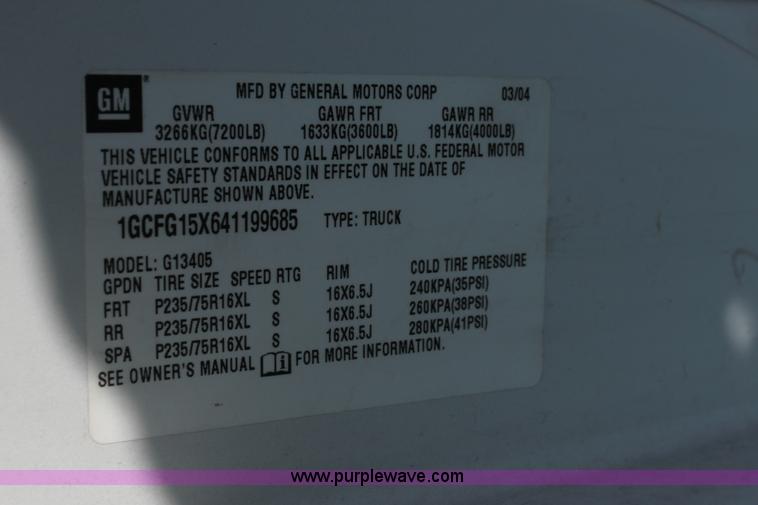 GM® MFD BY GENERAL MOTORS CORP 03/04
GVWR GAWR FRT GAWR RR
3266KG(7200LB) 1633KG(3600LB) 1814KG(4000LB)
THIS VEHICLE CONFORMS TO ALL APPLICABLE U.S. FEDERAL MOTOR
VEHICLE SAFETY STANDARDS IN EFFECT ON THE DATE OF
MANUFACTURE SHOWN ABOVE.
1GCFG15X641199685 TYPE: TRUCK
MODEL: G13405
GPDN TIRE SIZE SPEED RTG RIM COLD TIRE PRESSURE
FRT P235/75R16XL S 16X6.5J 240KPA(35PSI)
RR P235/75R16XL S 16X6.5J 260KPA(38PSI)
SPA P235/75R16XL S 16X6.5J 280KPA(41PSI)
SEE OWNER'S MANUAL i FOR MORE INFORMATION.
www.purplewave.com